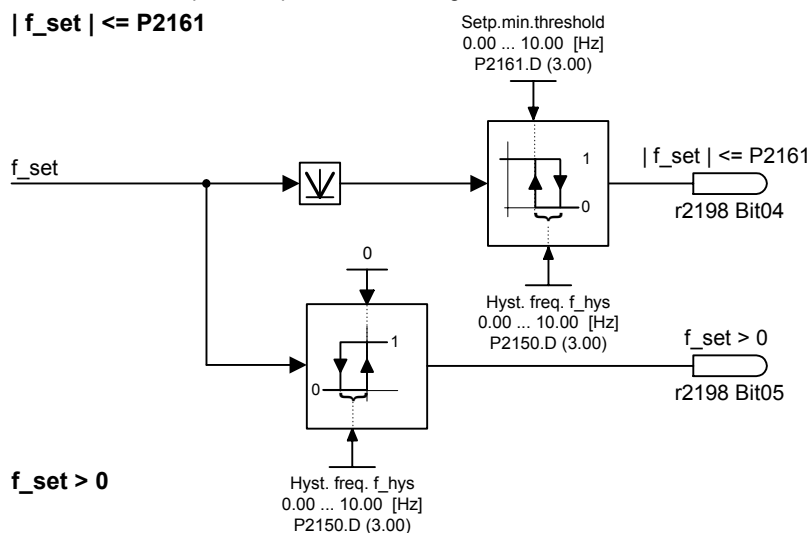 | f_set | <= P2161
Setp.min.threshold
0.00 ... 10.00 [Hz]
P2161.D (3.00)
f_set
1
0
| f_set | <= P2161
r2198 Bit04
0
Hyst. freq. f_hys
0.00 ... 10.00 [Hz]
P2150.D (3.00)
1
0
f_set > 0
r2198 Bit05
f_set > 0
Hyst. freq. f_hys
0.00 ... 10.00 [Hz]
P2150.D (3.00)